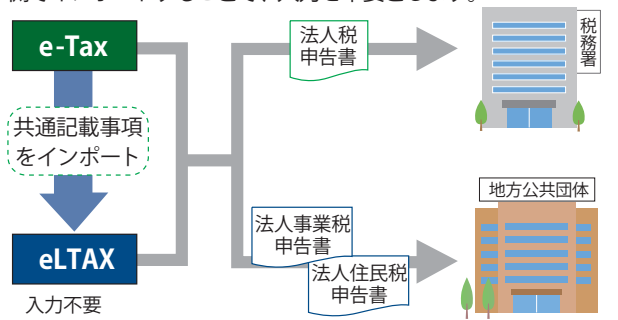 e-Tax
共通記載事項
をインポート
eLTAX
入力不要
法人税
申告書
税務署
法人事業税
申告書
法人住民税
申告書
地方公共団体